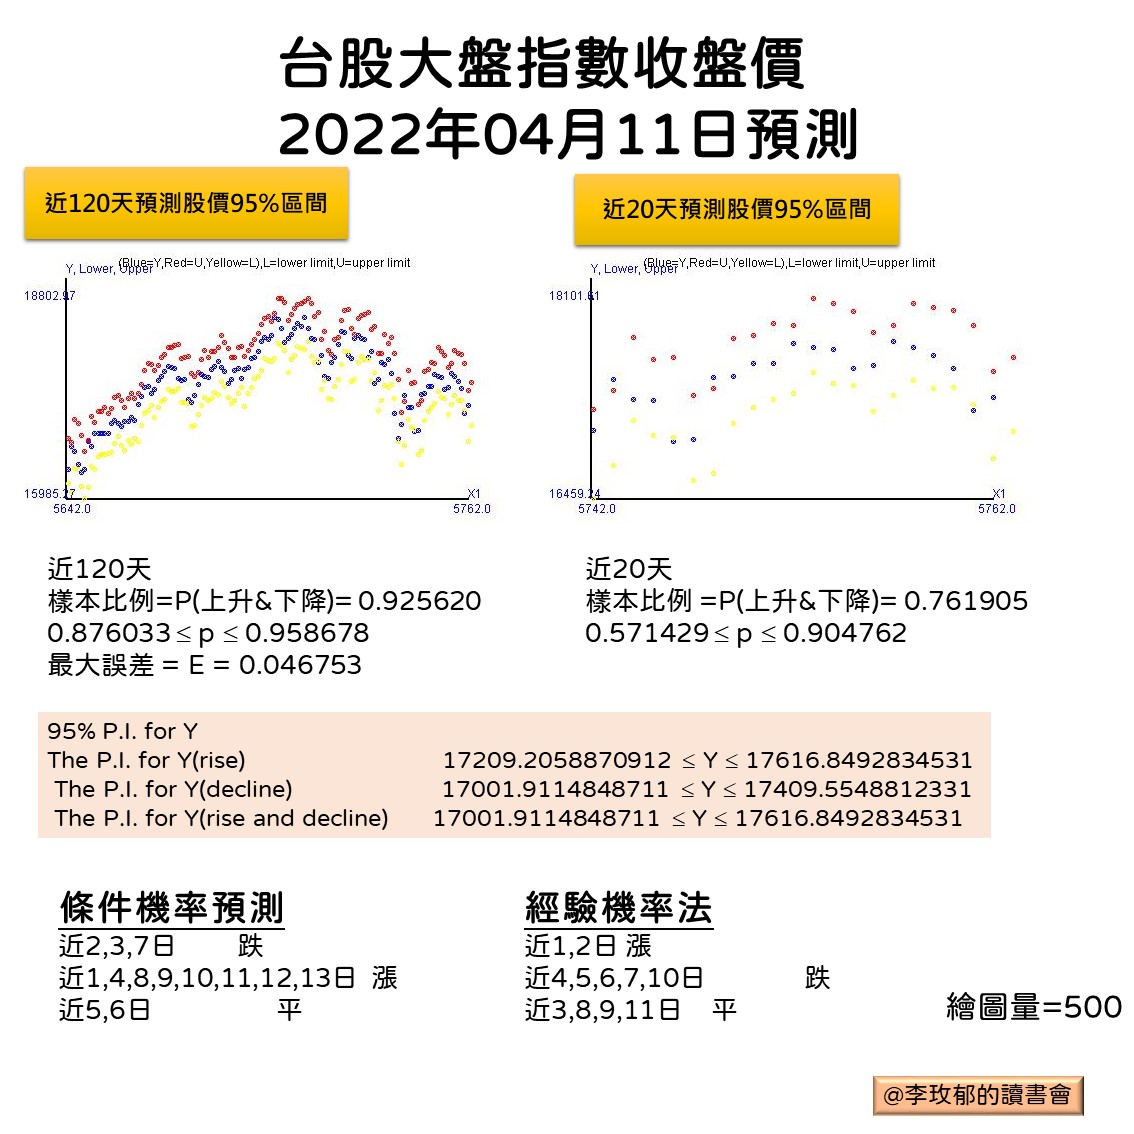 台股大盤指數收盤價
2022年04月11日預測
近120天預測股價95%區間
近20天預測股價95%區間
(Blue=Y,Red=U,Yellow=L),L=lower limit,U=upper limit
Y, Lower, Upper
18802.97
15985.27
X1
5642.0
5762.0
(Blue=Y,Red=U,Yellow=L),L=lower limit,U=upper limit
Y, Lower, Upper
18101.61
16459.24
X1
5742.0
5762.0
近120天
樣本比例=P(上升&下降)= 0.925620
0.876033 ≤ p ≤ 0.958678
最大誤差 = E = 0.046753
近20天
樣本比例 =P(上升&下降)= 0.761905
0.571429 ≤ p ≤ 0.904762
95% P.I. for Y
The P.I. for Y(rise) 17209.2058870912 ≤ Y ≤ 17616.8492834531
The P.I. for Y(decline) 17001.9114848711 ≤ Y ≤ 17409.5548812331
The P.I. for Y(rise and decline) 17001.9114848711 ≤ Y ≤ 17616.8492834531
條件機率預測
近2,3,7日 跌
近1,4,8,9,10,11,12,13日 漲
近5,6日 平
經驗機率法
近1,2日 漲
近4,5,6,7,10日 跌
近3,8,9,11日 平
繪圖量=500
@李玫郁的讀書會